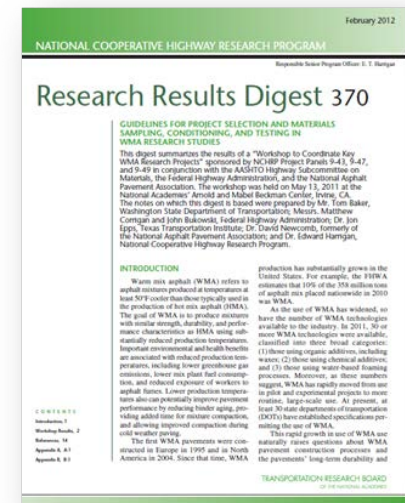 February 2012
NATIONAL COOPERATIVE HIGHWAY RESEARCH PROGRAM
Responsible Senior Program Officer: E. T. Harrigan
Research Results Digest 370
GUIDELINES FOR PROJECT SELECTION AND MATERIALS
SAMPLING, CONDITIONING, AND TESTING IN
WMA RESEARCH STUDIES
This digest summarizes the results of a "Workshop to Coordinate Key
WMA Research Projects" sponsored by NCHRP Project Panels 9-43, 9-47,
and 9-49 in conjunction with the AASHTO Highway Subcommittee on
Materials, the Federal Highway Administration, and the National Asphalt
Pavement Association. The workshop was held on May 13, 2011 at the
National Academies' Arnold and Mabel Beckman Center, Irvine, CA.
The notes on which this digest is based were prepared by Mr. Tom Baker,
Washington State Department of Transportation; Messrs. Matthew
Corrigan and John Bukowski, Federal Highway Administration; Dr. Jon
Epps, Texas Transportation Institute; Dr. David Newcomb, formerly of
the National Asphalt Pavement Association; and Dr. Edward Harrigan,
National Cooperative Highway Research Program.
INTRODUCTION
Warm mix asphalt (WMA) refers to
asphalt mixtures produced at temperatures at
least 50°F cooler than those typically used in
the production of hot mix asphalt (HMA).
The goal of WMA is to produce mixtures
with similar strength, durability, and perfor-
mance characteristics as HMA using sub-
stantially reduced production temperatures.
Important environmental and health benefits
are associated with reduced production tem-
peratures, including lower greenhouse gas
emissions, lower mix plant fuel consump-
tion, and reduced exposure of workers to
asphalt fumes. Lower production tempera-
tures also can potentially improve pavement
performance by reducing binder aging, pro-
viding added time for mixture compaction,
and allowing improved compaction during
cold weather paving.
The first WMA pavements were con-
structed in Europe in 1995 and in North
America in 2004. Since that time, WMA
production has substantially grown in the
United States. For example, the FHWA
estimates that 10% of the 358 million tons
of asphalt mix placed nationwide in 2010
was WMA.
As the use of WMA has widened, so
have the number of WMA technologies
available to the industry. In 2011, 30 or
more WMA technologies were available,
classified into three broad categories:
(1) those using organic additives, including
waxes; (2) those using chemical additives;
and (3) those using water-based foaming
processes. Moreover, as these numbers
suggest, WMA has rapidly moved from use
in pilot and experimental projects to more
routine, large-scale use. At present, at
least 30 state departments of transportation
(DOTs) have established specifications per-
mitting the use of WMA.
This rapid growth in use of WMA use
naturally raises questions about WMA
pavement construction processes and
the pavements' long-term durability and
CONTENTS
Introduction, 1
Workshop Results, 2
References, 14
Appendix A, A-1
Appendix B, B-1
TRANSPORTATION RESEARCH BOARD
OF THE NATIONAL ACADEMIES